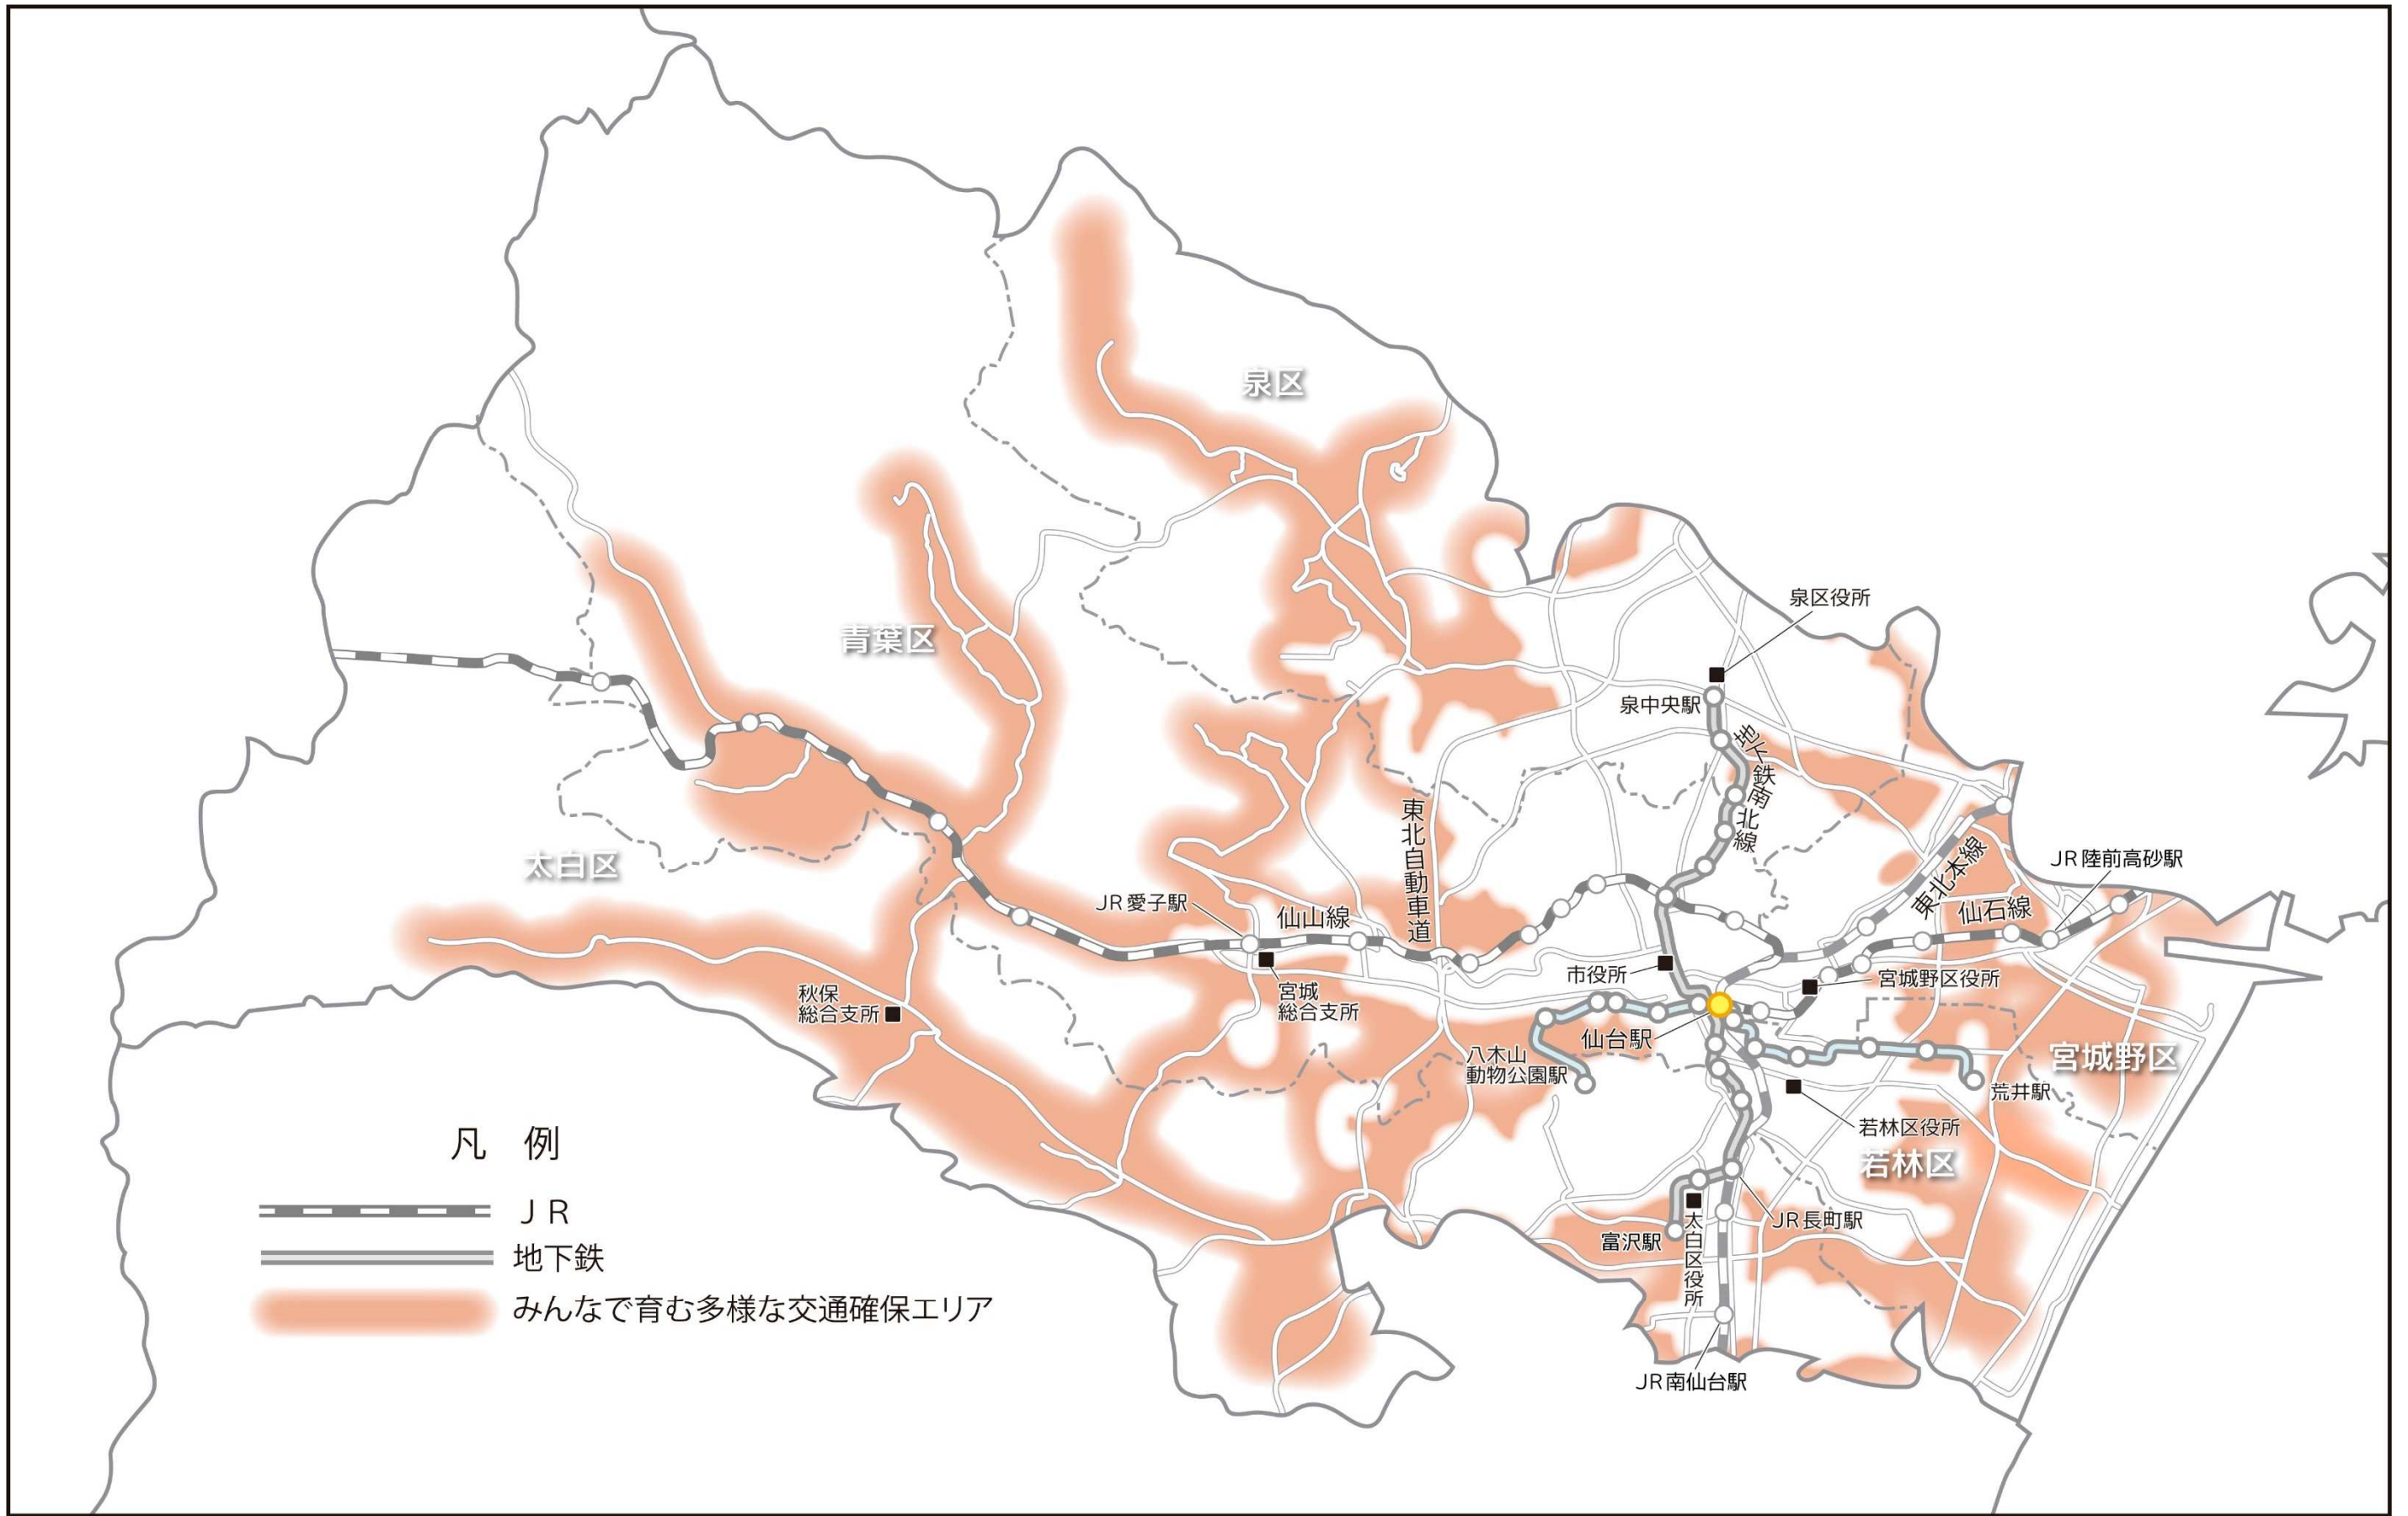 泉区
泉区役所
青葉区
泉中央駅
地下鉄南北線
東北自動車道
太白区
東北本線
JR陸前高砂駅
JR愛子駅
仙山線
仙石線
市役所
宮城野区役所
秋保
総合支所
宮城
総合支所
仙台駅
八木山
動物公園駅
宮城野区
荒井駅
若林区役所
若林区
JR長町駅
富沢駅
太白区役所
JR南仙台駅
凡 例
JR
地下鉄
みんなで育む多様な交通確保エリア